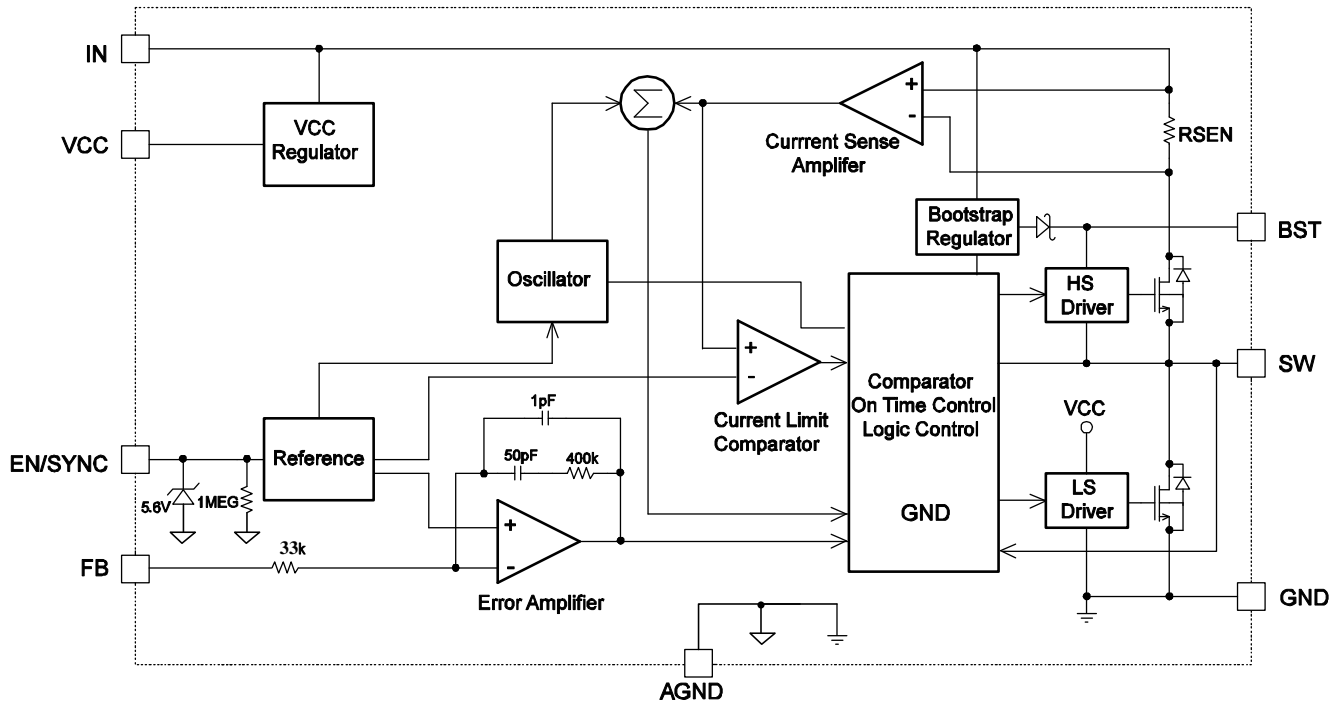 IN
VCC
VCC
Regulator
Σ
+
-
Currrent Sense
Amplifer
RSEN
Bootstrap
Regulator
BST
Oscillator
HS
Driver
+
-
Current Limit
Comparator
SW
Comparator
On Time Control
Logic Control
GND
VCC
1pF
50pF
400k
EN/SYNC
Reference
5.6V
1MEG
LS
Driver
+
-
Error Amplifier
FB
33k
GND
AGND